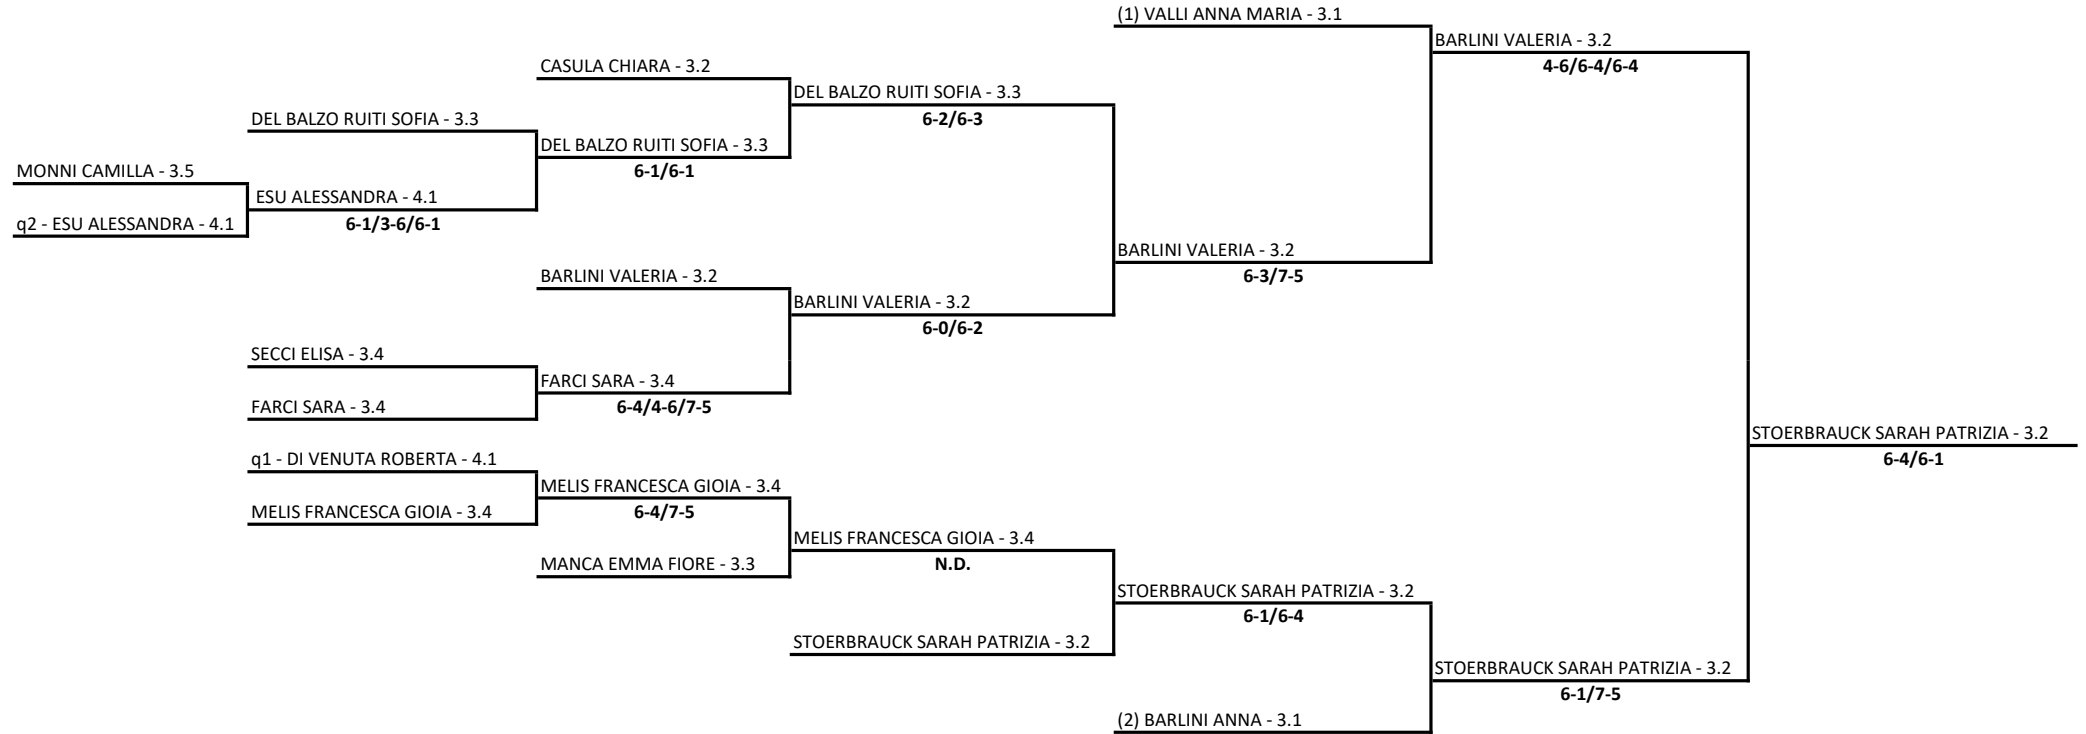 (1) VALLI ANNA MARIA - 3.1
BARLINI VALERIA - 3.2
4-6/6-4/6-4
CASULA CHIARA - 3.2
DEL BALZO RUITI SOFIA - 3.3
6-2/6-3
DEL BALZO RUITI SOFIA - 3.3
DEL BALZO RUITI SOFIA - 3.3
6-1/6-1
MONNI CAMILLA - 3.5
ESU ALESSANDRA - 4.1
6-1/3-6/6-1
q2 - ESU ALESSANDRA - 4.1
BARLINI VALERIA - 3.2
6-3/7-5
BARLINI VALERIA - 3.2
BARLINI VALERIA - 3.2
6-0/6-2
SECCI ELISA - 3.4
FARCI SARA - 3.4
6-4/4-6/7-5
FARCI SARA - 3.4
STOERBRAUCK SARAH PATRIZIA - 3.2
6-4/6-1
q1 - DI VENUTA ROBERTA - 4.1
MELIS FRANCESCA GIOIA - 3.4
6-4/7-5
MELIS FRANCESCA GIOIA - 3.4
MELIS FRANCESCA GIOIA - 3.4
N.D.
MANCA EMMA FIORE - 3.3
STOERBRAUCK SARAH PATRIZIA - 3.2
6-1/6-4
STOERBRAUCK SARAH PATRIZIA - 3.2
STOERBRAUCK SARAH PATRIZIA - 3.2
6-1/7-5
(2) BARLINI ANNA - 3.1